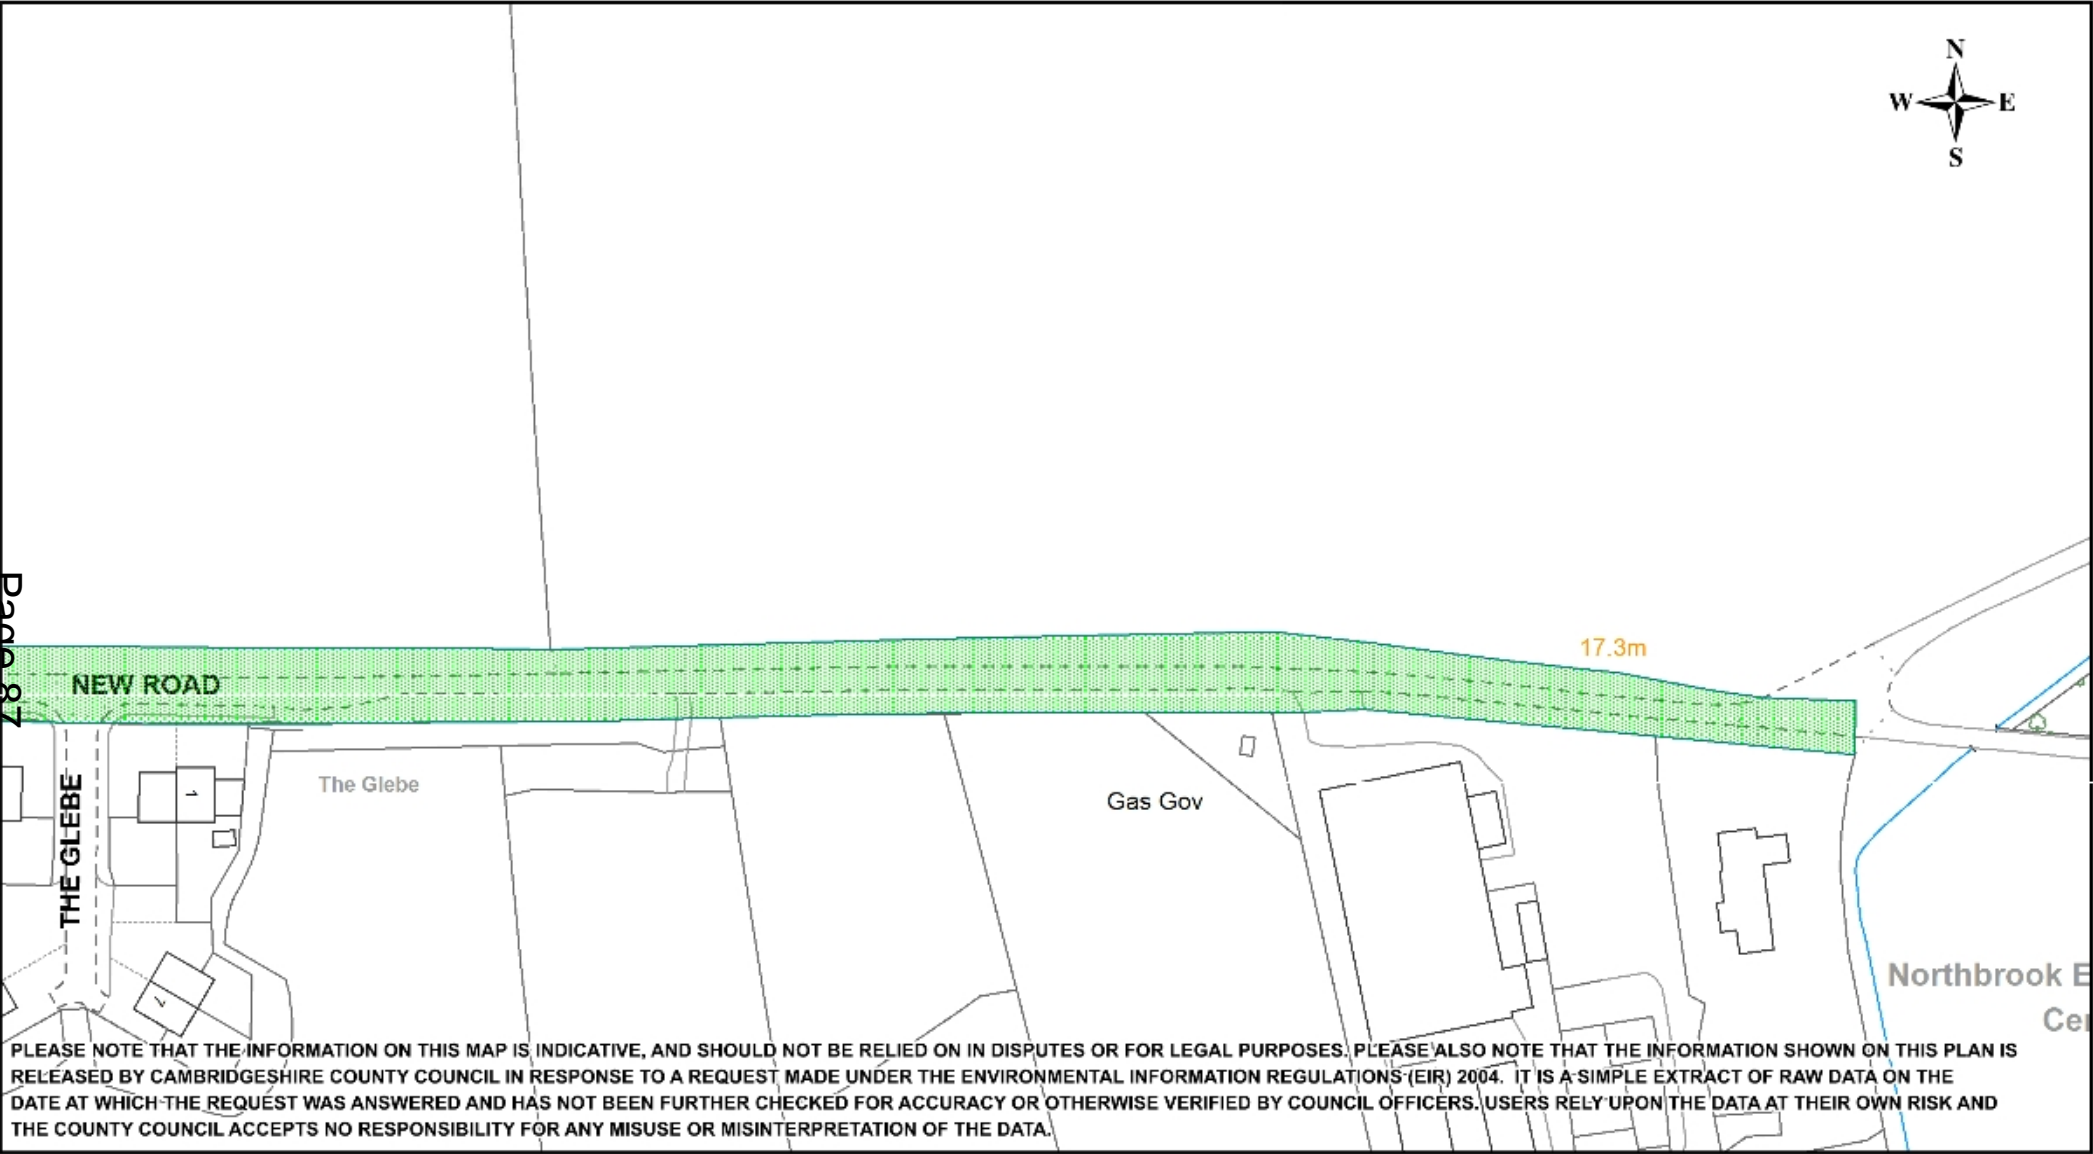 N
W E
S
Page 87
17.3m
NEW ROAD
THE GLEBE
1
The Glebe
Gas Gov
7
Northbrook E
Cer
PLEASE NOTE THAT THE INFORMATION ON THIS MAP IS INDICATIVE, AND SHOULD NOT BE RELIED ON IN DISPUTES OR FOR LEGAL PURPOSES. PLEASE ALSO NOTE THAT THE INFORMATION SHOWN ON THIS PLAN IS
RELEASED BY CAMBRIDGESHIRE COUNTY COUNCIL IN RESPONSE TO A REQUEST MADE UNDER THE ENVIRONMENTAL INFORMATION REGULATIONS (EIR) 2004. IT IS A SIMPLE EXTRACT OF RAW DATA ON THE
DATE AT WHICH THE REQUEST WAS ANSWERED AND HAS NOT BEEN FURTHER CHECKED FOR ACCURACY OR OTHERWISE VERIFIED BY COUNCIL OFFICERS. USERS RELY UPON THE DATA AT THEIR OWN RISK AND
THE COUNTY COUNCIL ACCEPTS NO RESPONSIBILITY FOR ANY MISUSE OR MISINTERPRETATION OF THE DATA.